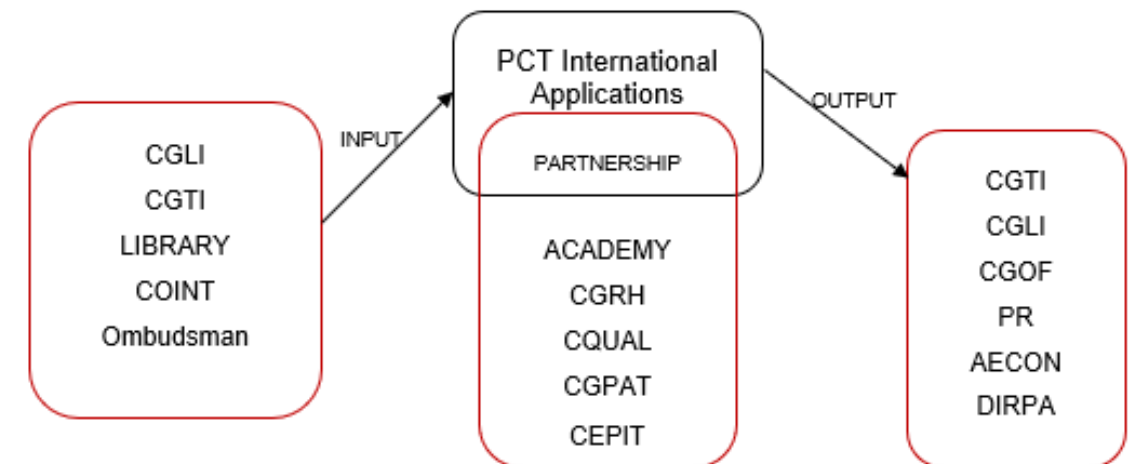 PCT International
Applications
INPUT
OUTPUT
PARTNERSHIP
CGLI
CGTI
LIBRARY
COINT
Ombudsman
ACADEMY
CGRH
CQUAL
CGPAT
CEPIT
CGTI
CGLI
CGOF
PR
AECON
DIRPA